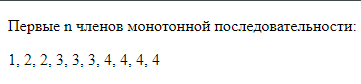 Первые n членов монотонной последовательности:
1, 2, 2, 3, 3, 3, 4, 4, 4, 4